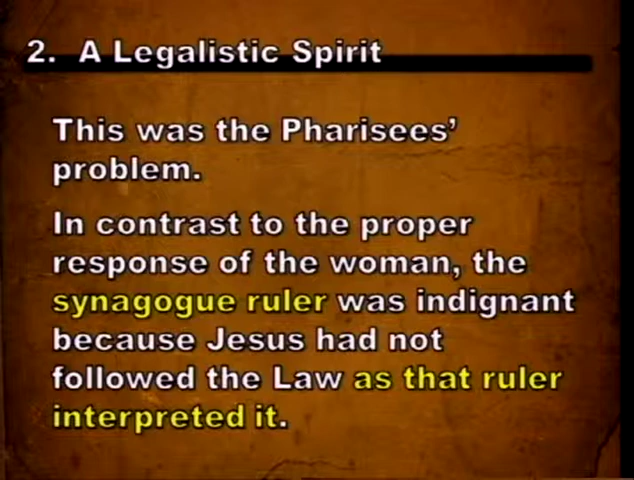 2. A Legalistic Spirit
This was the Pharisees’
problem.
In contrast to the proper
response of the woman, the
synagogue ruler was indignant
because Jesus had not
followed the Law as that ruler
interpreted it.